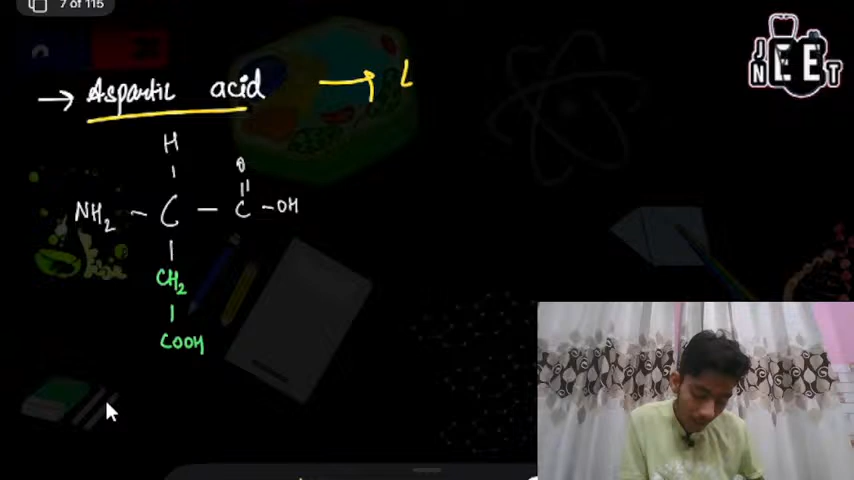 7 of 115
J NEET
→ Aspartic acid → L
H
O
NH2 - C - C - OH
CH2
COOH